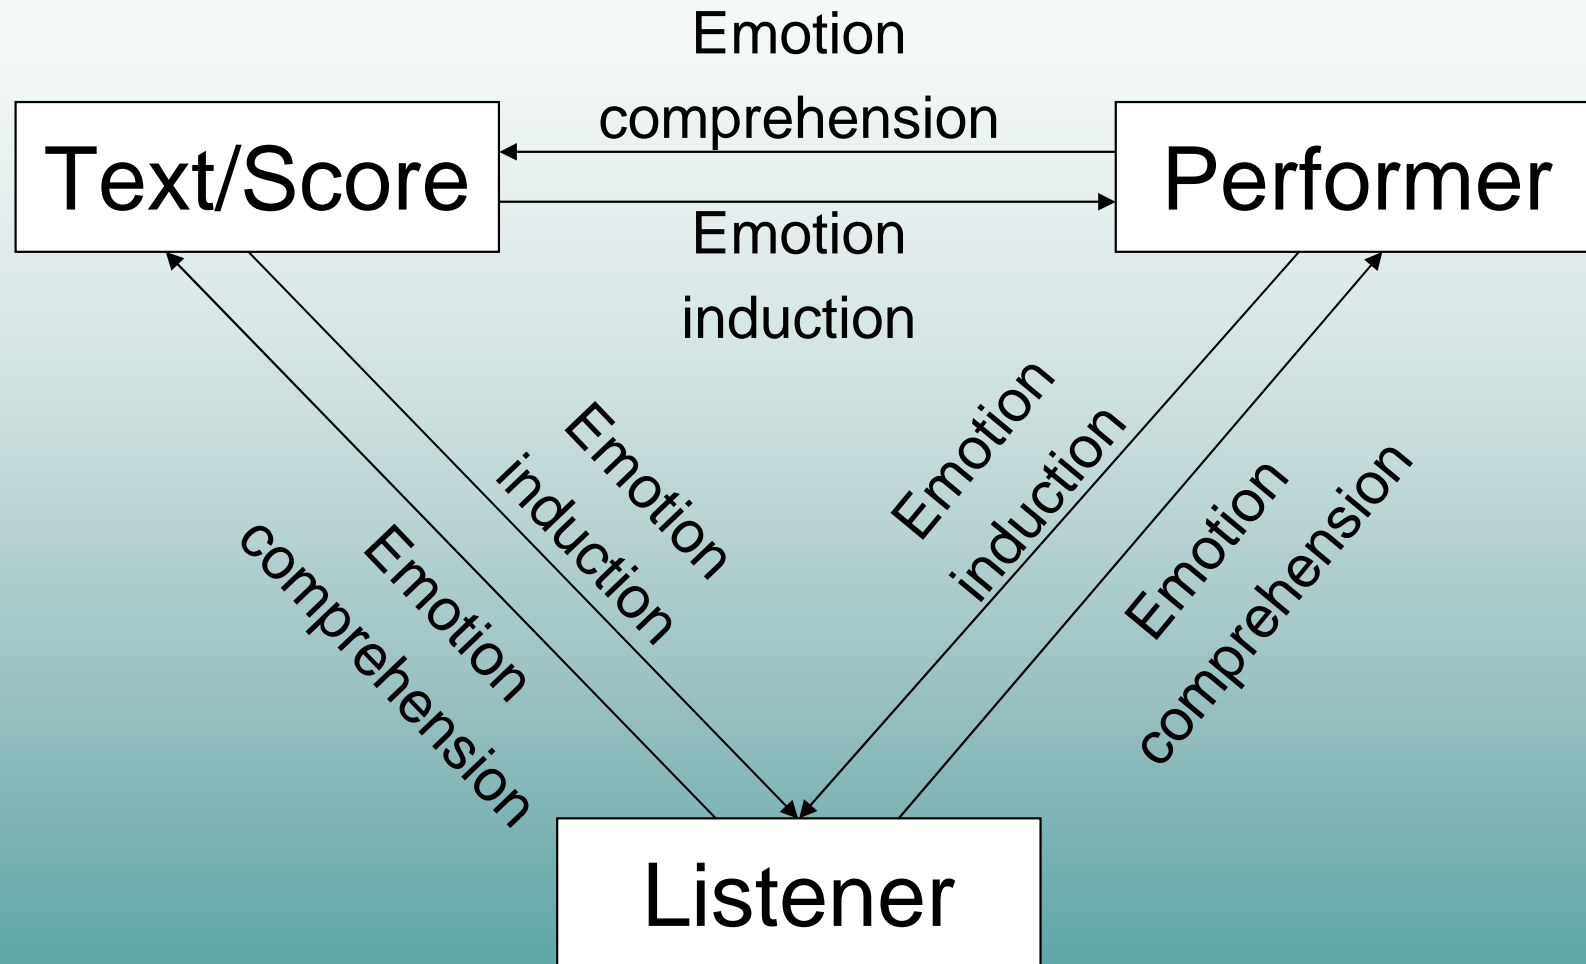 Emotion
comprehension
Text/Score
Performer
Emotion
induction
Emotion
induction
Emotion
comprehension
Emotion
induction
Emotion
comprehension
Listener